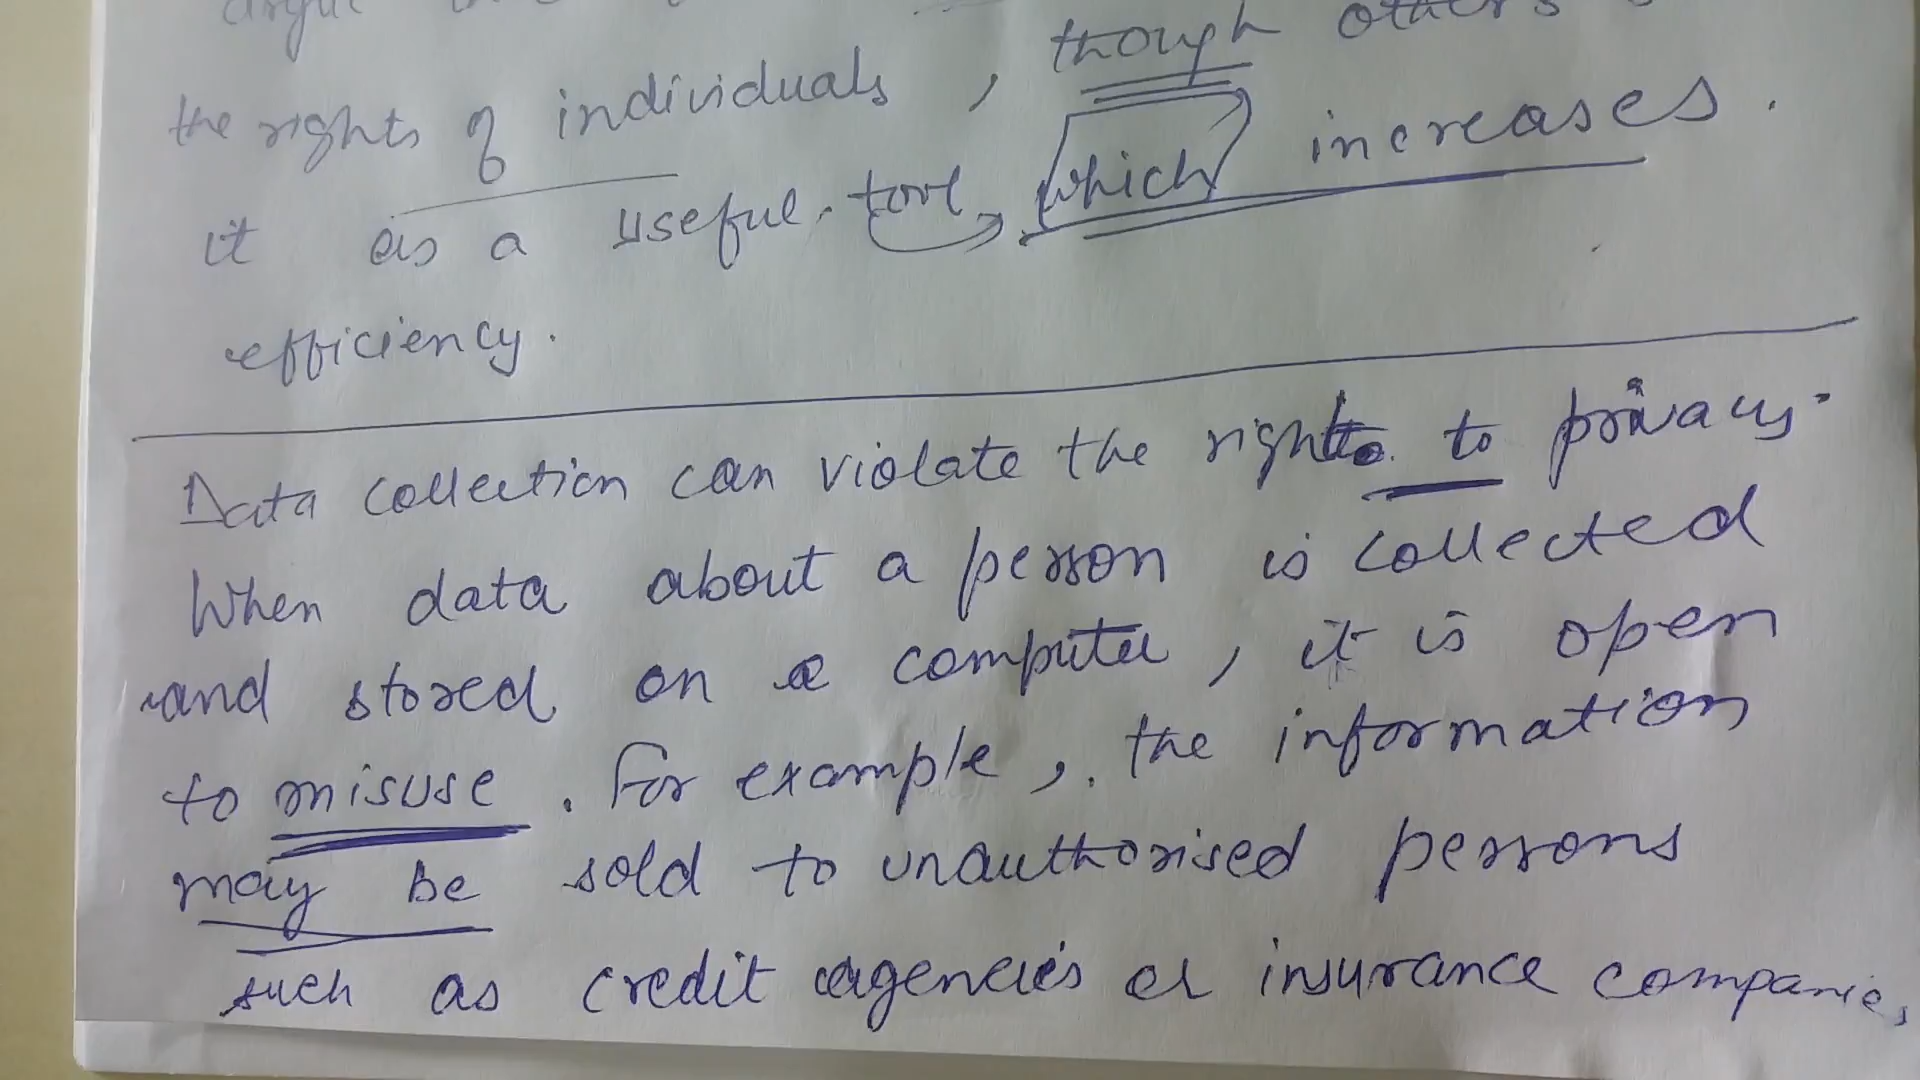 argue
the rights of individuals, though others
it as a useful tool which increases.
efficiency.
Data collection can violate the right to privacy.
When data about a person is collected
and stored on a computer, it is open
to misuse. For example, the information
may be sold to unauthorised persons
such as credit agencies or insurance companies